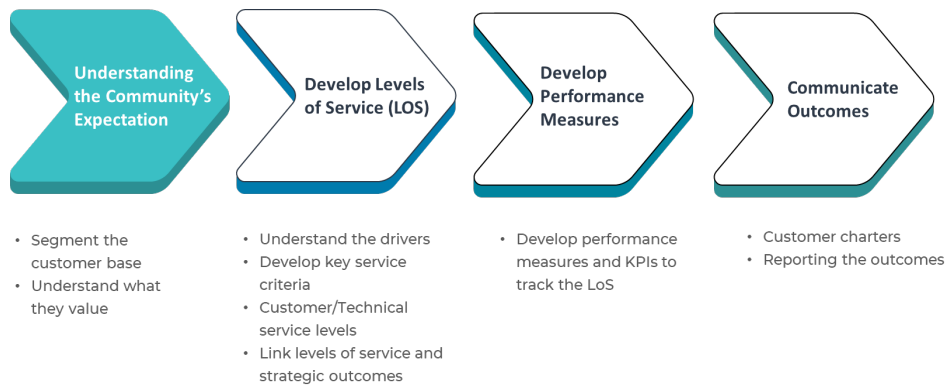 Understanding
the Community's
Expectation
Develop Levels
of Service (LOS)
Develop
Performance
Measures
Communicate
Outcomes
• Segment the
customer base
• Understand what
they value
• Understand the drivers
• Develop key service
criteria
• Customer/Technical
service levels
• Link levels of service and
strategic outcomes
• Develop performance
measures and KPIs to
track the LoS
• Customer charters
• Reporting the outcomes